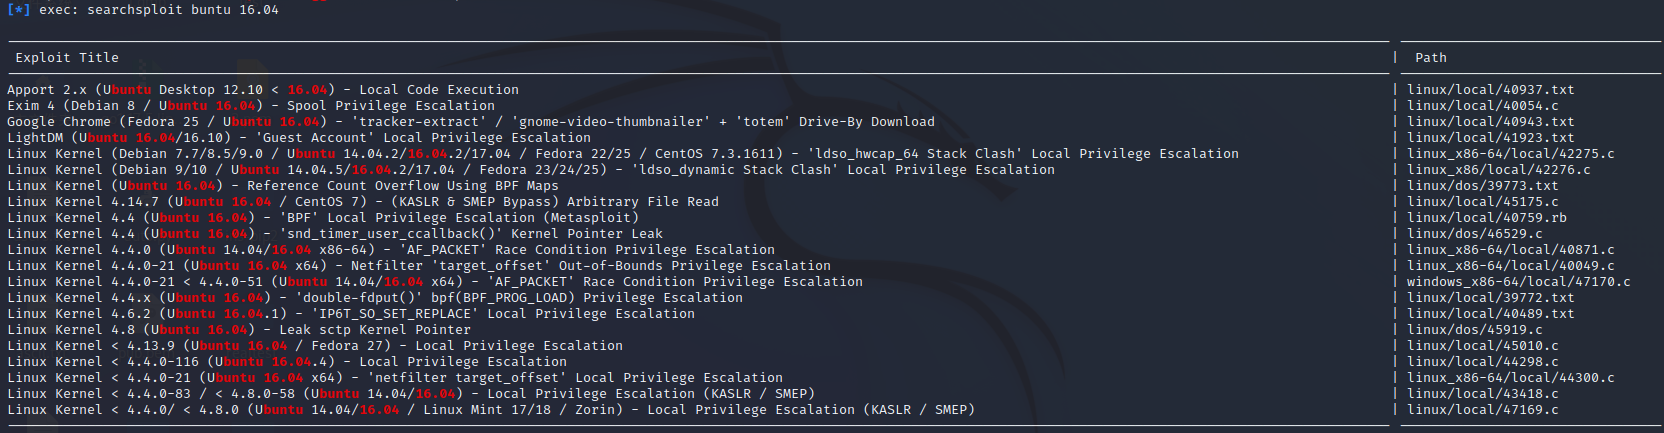 [*] exec: searchsploit buntu 16.04
Exploit Title | Path
Apport 2.x (Ubuntu Desktop 12.10 < 16.04) - Local Code Execution | linux/local/40937.txt
Exim 4 (Debian 8 / Ubuntu 16.04) - Spool Privilege Escalation | linux/local/40054.c
Google Chrome (Fedora 25 / Ubuntu 16.04) - 'tracker-extract' / 'gnome-video-thumbnailer' + 'totem' Drive-By Download | linux/local/40943.txt
LightDM (Ubuntu 16.04/16.10) - 'Guest Account' Local Privilege Escalation | linux/local/41923.txt
Linux Kernel (Debian 7.7/8.5/9.0 / Ubuntu 14.04.2/16.04.2/17.04 / Fedora 22/25 / CentOS 7.3.1611) - 'ldso_hwcap_64 Stack Clash' Local Privilege Escalation | linux_x86-64/local/42275.c
Linux Kernel (Debian 9/10 / Ubuntu 14.04.5/16.04.2/17.04 / Fedora 23/24/25) - 'ldso_dynamic Stack Clash' Local Privilege Escalation | linux_x86/local/42276.c
Linux Kernel (Ubuntu 16.04) - Reference Count Overflow Using BPF Maps | linux/dos/39773.txt
Linux Kernel 4.14.7 (Ubuntu 16.04 / CentOS 7) - (KASLR & SMEP Bypass) Arbitrary File Read | linux/local/45175.c
Linux Kernel 4.4 (Ubuntu 16.04) - 'BPF' Local Privilege Escalation (Metasploit) | linux/local/40759.rb
Linux Kernel 4.4 (Ubuntu 16.04) - 'snd_timer_user_ccallback()' Kernel Pointer Leak | linux/dos/46529.c
Linux Kernel 4.4.0 (Ubuntu 14.04/16.04 x86-64) - 'AF_PACKET' Race Condition Privilege Escalation | linux_x86-64/local/40871.c
Linux Kernel 4.4.0-21 (Ubuntu 16.04 x64) - Netfilter 'target_offset' Out-of-Bounds Privilege Escalation | linux_x86-64/local/40049.c
Linux Kernel 4.4.0-21 < 4.4.0-51 (Ubuntu 14.04/16.04 x64) - 'AF_PACKET' Race Condition Privilege Escalation | windows_x86-64/local/47170.c
Linux Kernel 4.4.x (Ubuntu 16.04) - 'double-fdput()' bpf(BPF_PROG_LOAD) Privilege Escalation | linux/local/39772.txt
Linux Kernel 4.6.2 (Ubuntu 16.04.1) - 'IP6T_SO_SET_REPLACE' Local Privilege Escalation | linux/local/40489.txt
Linux Kernel 4.8 (Ubuntu 16.04) - Leak sctp Kernel Pointer | linux/dos/45919.c
Linux Kernel < 4.13.9 (Ubuntu 16.04 / Fedora 27) - Local Privilege Escalation | linux/local/45010.c
Linux Kernel < 4.4.0-116 (Ubuntu 16.04.4) - Local Privilege Escalation | linux/local/44298.c
Linux Kernel < 4.4.0-21 (Ubuntu 16.04 x64) - 'netfilter target_offset' Local Privilege Escalation | linux_x86-64/local/44300.c
Linux Kernel < 4.4.0-83 / < 4.8.0-58 (Ubuntu 14.04/16.04) - Local Privilege Escalation (KASLR / SMEP) | linux/local/43418.c
Linux Kernel < 4.4.0/ < 4.8.0 (Ubuntu 14.04/16.04 / Linux Mint 17/18 / Zorin) - Local Privilege Escalation (KASLR / SMEP) | linux/local/47169.c